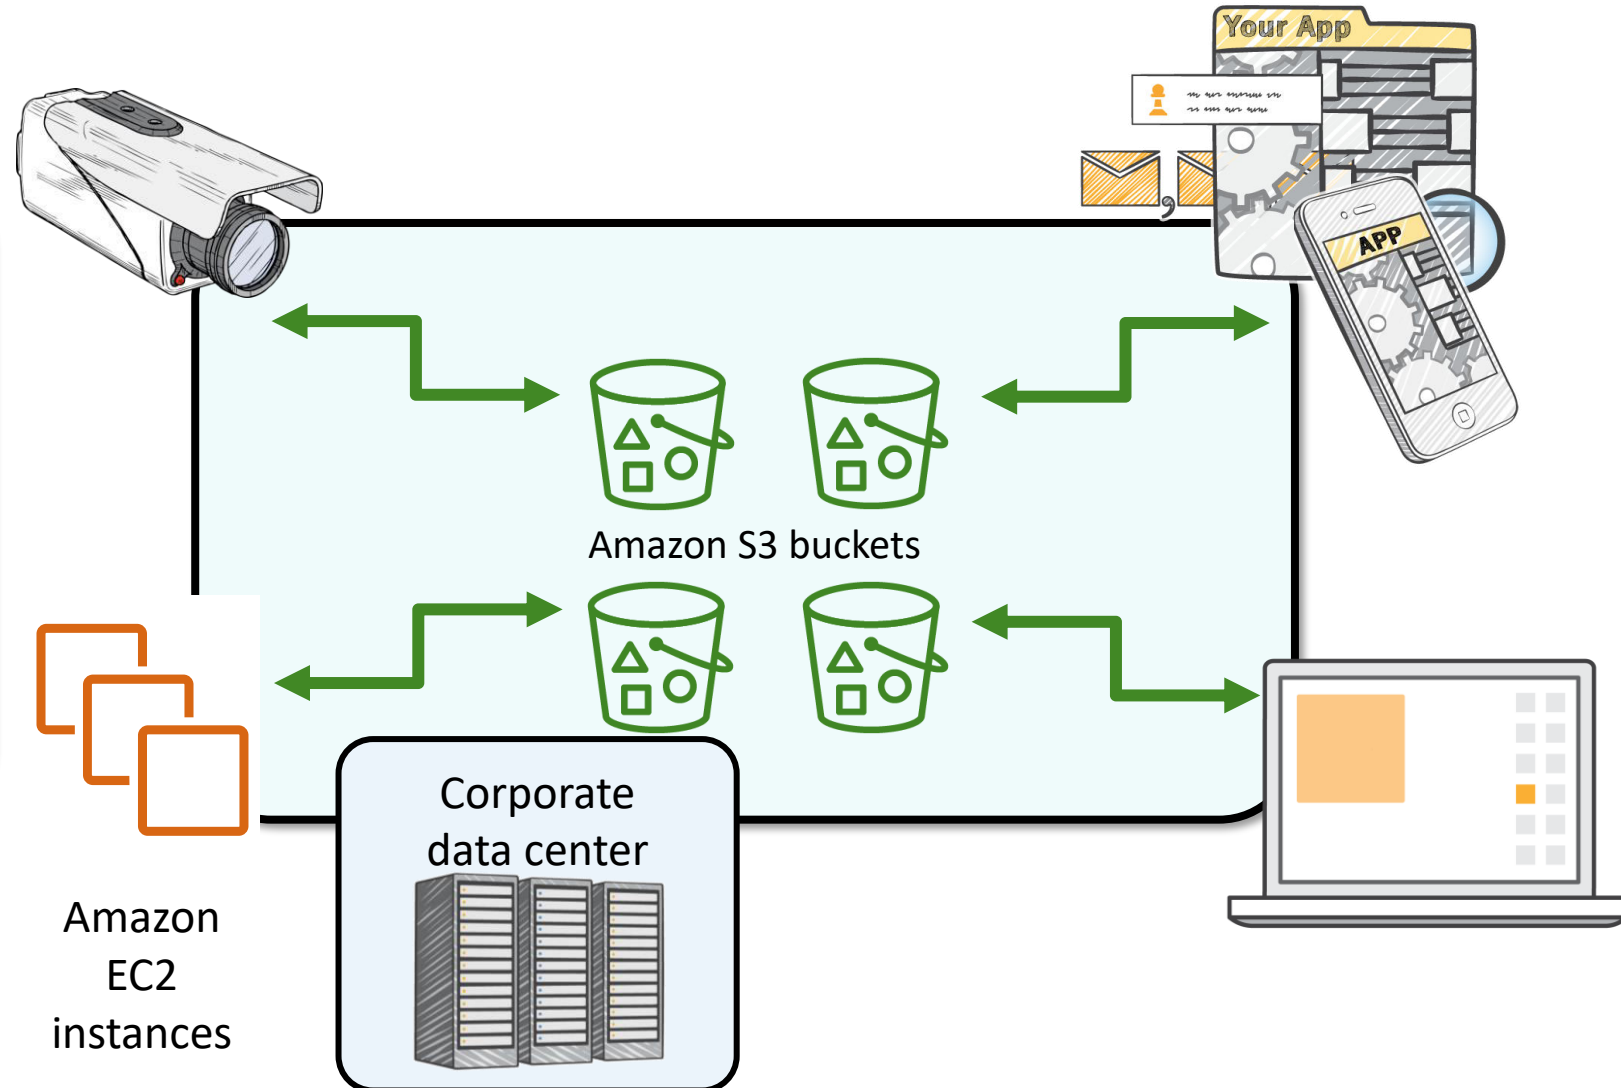 Your App
APP
Amazon S3 buckets
Corporate
data center
Amazon
EC2
instances